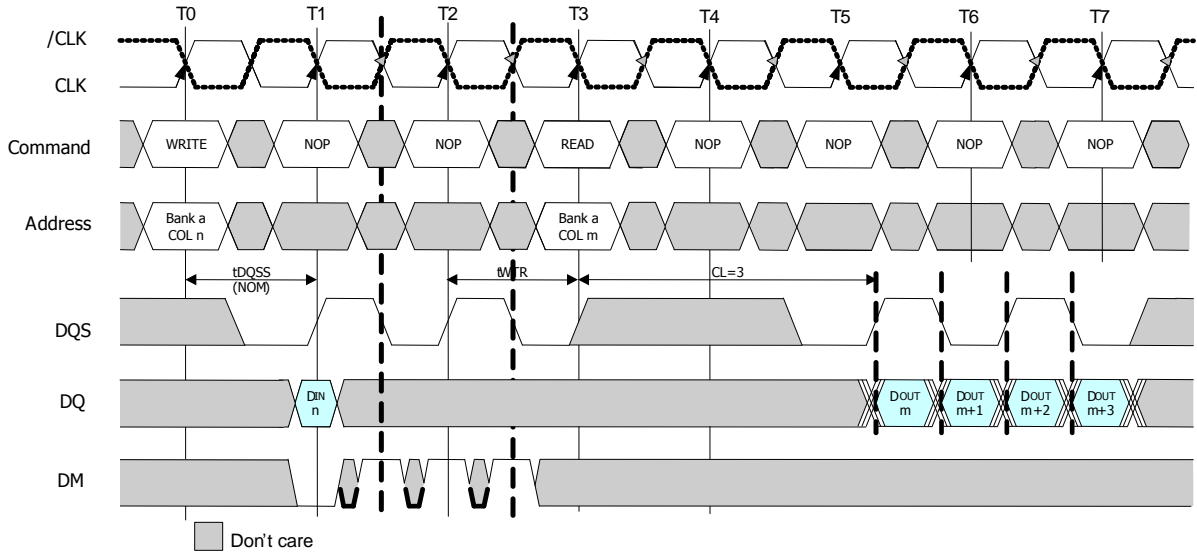 T0 T1 T2 T3 T4 T5 T6 T7
/CLK
CLK
Command WRITE NOP NOP READ NOP NOP NOP NOP
Address Bank a COL n Bank a COL m
tDQSS (NOM) tWTR CL=3
DQS
DQ DIN n DOUT m DOUT m+1 DOUT m+2 DOUT m+3
DM
Don't care